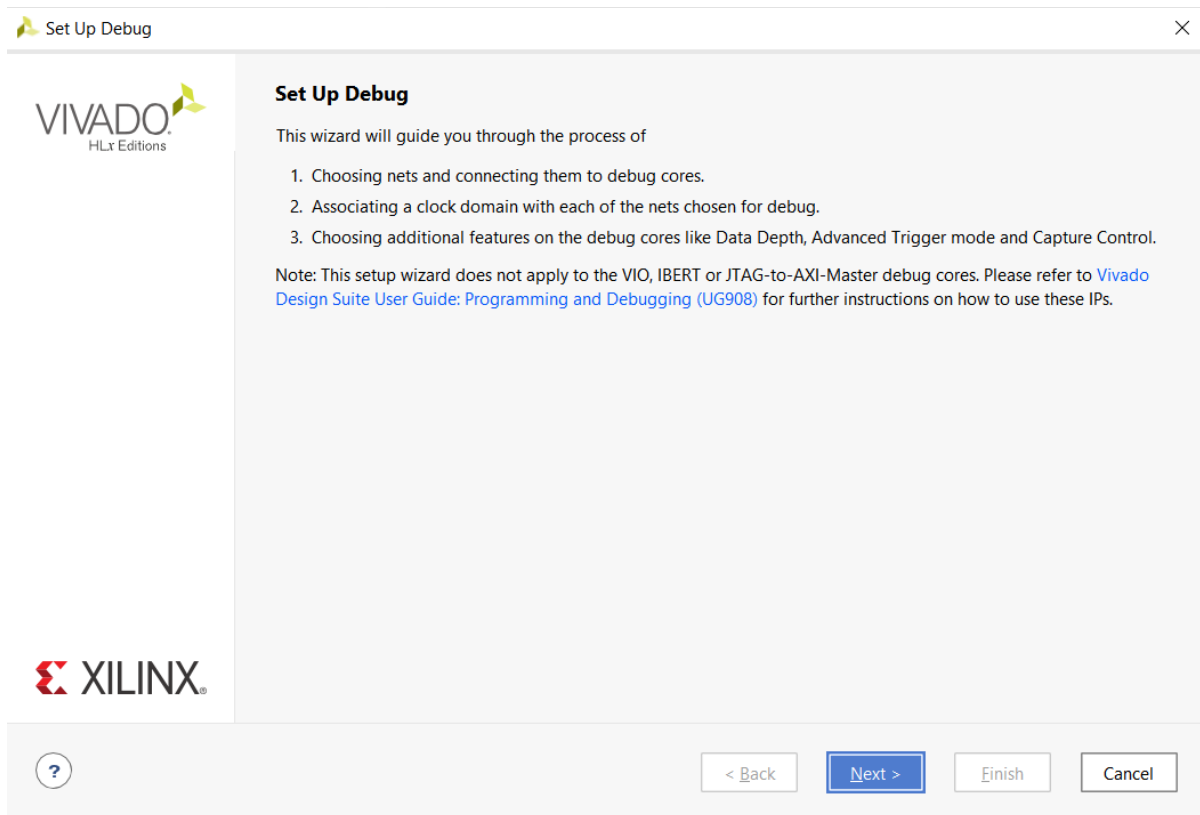 Set Up Debug
VIVADO.
HLx Editions
Set Up Debug
This wizard will guide you through the process of
1. Choosing nets and connecting them to debug cores.
2. Associating a clock domain with each of the nets chosen for debug.
3. Choosing additional features on the debug cores like Data Depth, Advanced Trigger mode and Capture Control.
Note: This setup wizard does not apply to the VIO, IBERT or JTAG-to-AXI-Master debug cores. Please refer to Vivado
Design Suite User Guide: Programming and Debugging (UG908) for further instructions on how to use these IPs.
XILINX®
?
< Back
Next >
Finish
Cancel